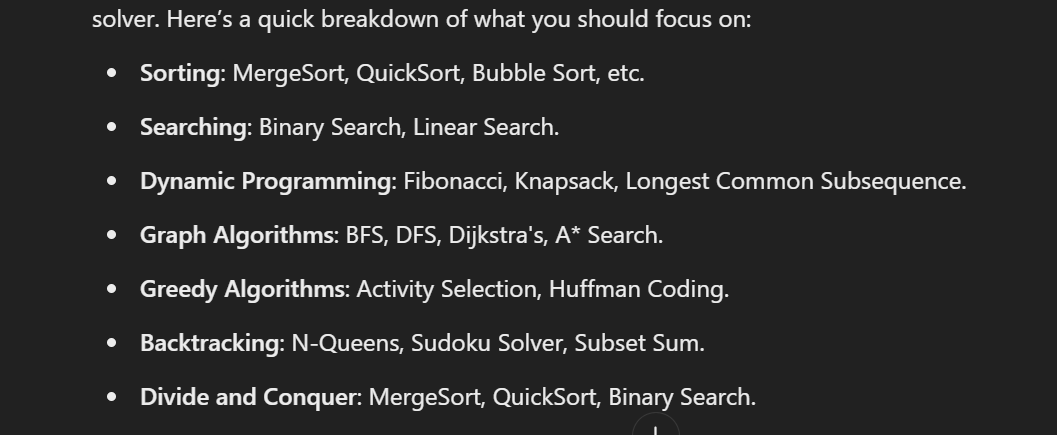 solver. Here’s a quick breakdown of what you should focus on:
• Sorting: MergeSort, QuickSort, Bubble Sort, etc.
• Searching: Binary Search, Linear Search.
• Dynamic Programming: Fibonacci, Knapsack, Longest Common Subsequence.
• Graph Algorithms: BFS, DFS, Dijkstra's, A* Search.
• Greedy Algorithms: Activity Selection, Huffman Coding.
• Backtracking: N-Queens, Sudoku Solver, Subset Sum.
• Divide and Conquer: MergeSort, QuickSort, Binary Search.